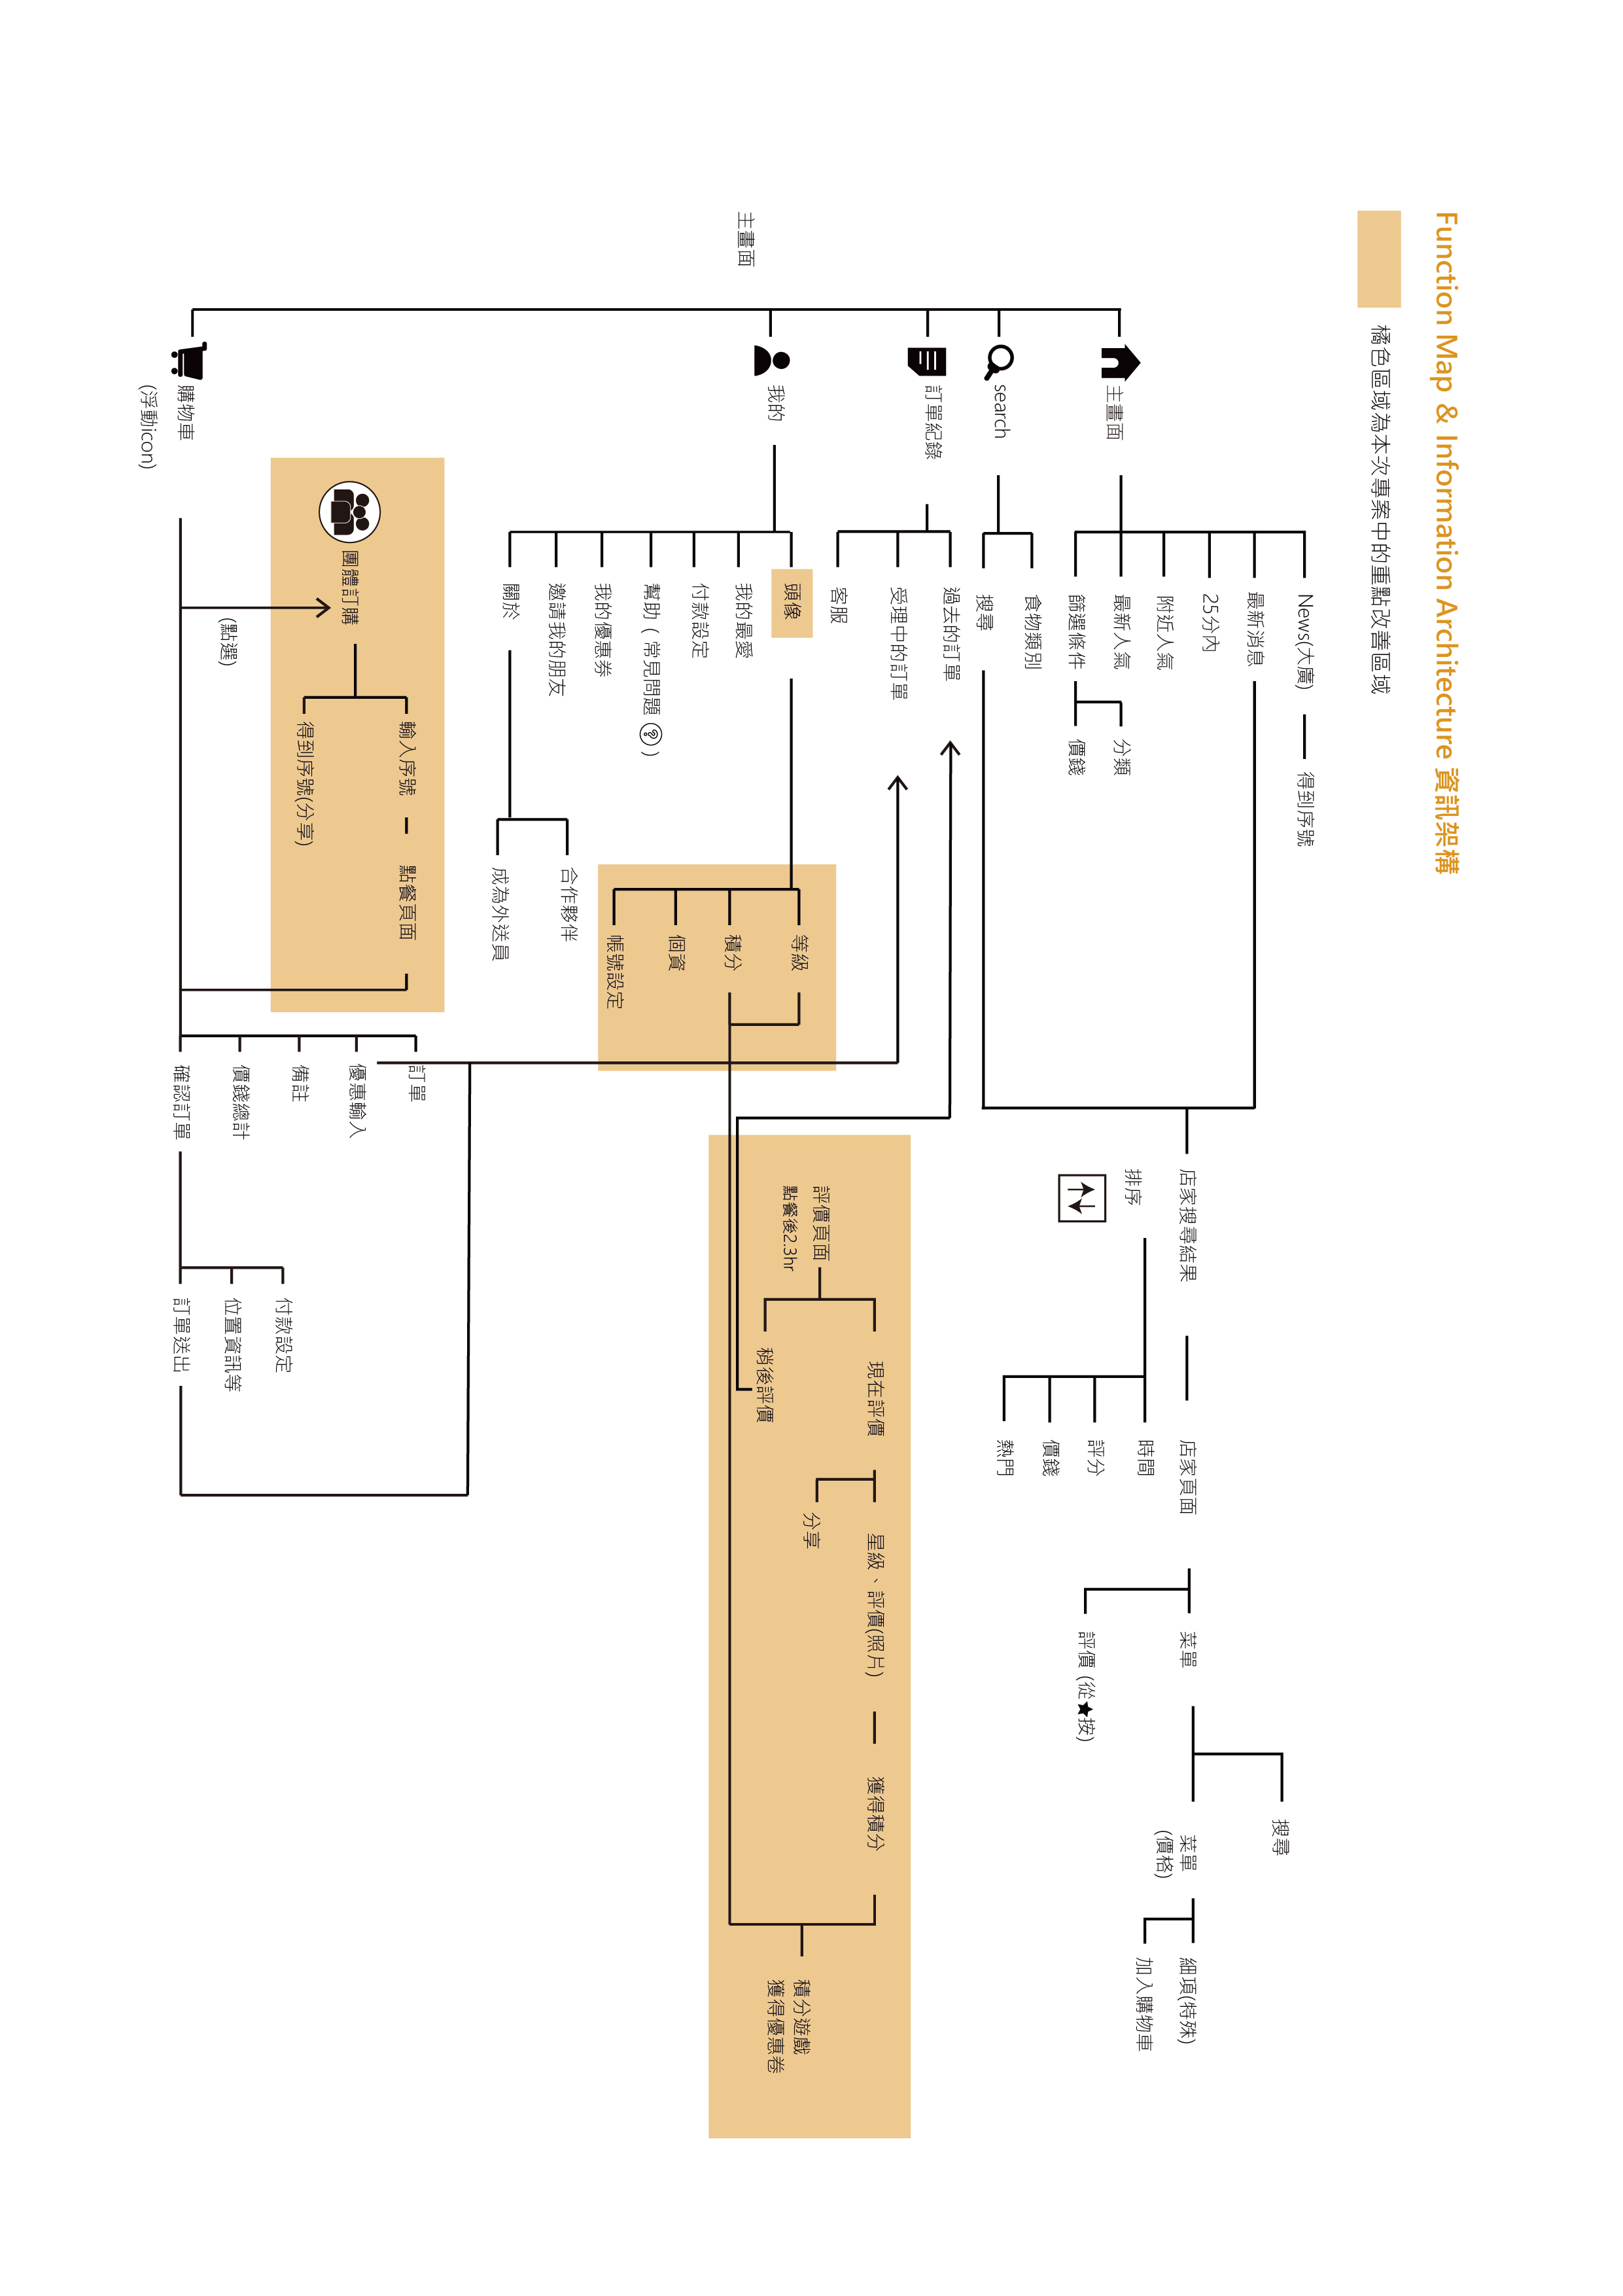 Function Map & Information Architecture 資訊架構
橘色區域為本次專案中的重點改善區域
News(大廣)
得到序號
最新消息
25分內
附近人氣
最新人氣
分類
篩選條件
價錢
主畫面
食物類別
search
搜尋
店家搜尋結果
店家頁面
菜單
搜尋
菜單
(價格)
細項(特殊)
加入購物車
排序
時間
評分
價錢
熱門
評價 (從★按)
過去的訂單
訂單紀錄
受理中的訂單
客服
頭像
我的
我的最愛
付款設定
幫助 ( 常見問題 ? )
我的優惠券
邀請我的朋友
關於
等級
積分
個資
帳號設定
合作夥伴
成為外送員
現在評價
星級、評價(照片)
獲得積分
評價頁面
點餐後2.3hr
分享
稍後評價
積分遊戲
獲得優惠卷
主畫面
輸入序號
點餐頁面
團體訂購
得到序號(分享)
(點選)
訂單
優惠輸入
備註
價錢總計
確認訂單
付款設定
位置資訊等
訂單送出
購物車
(浮動icon)